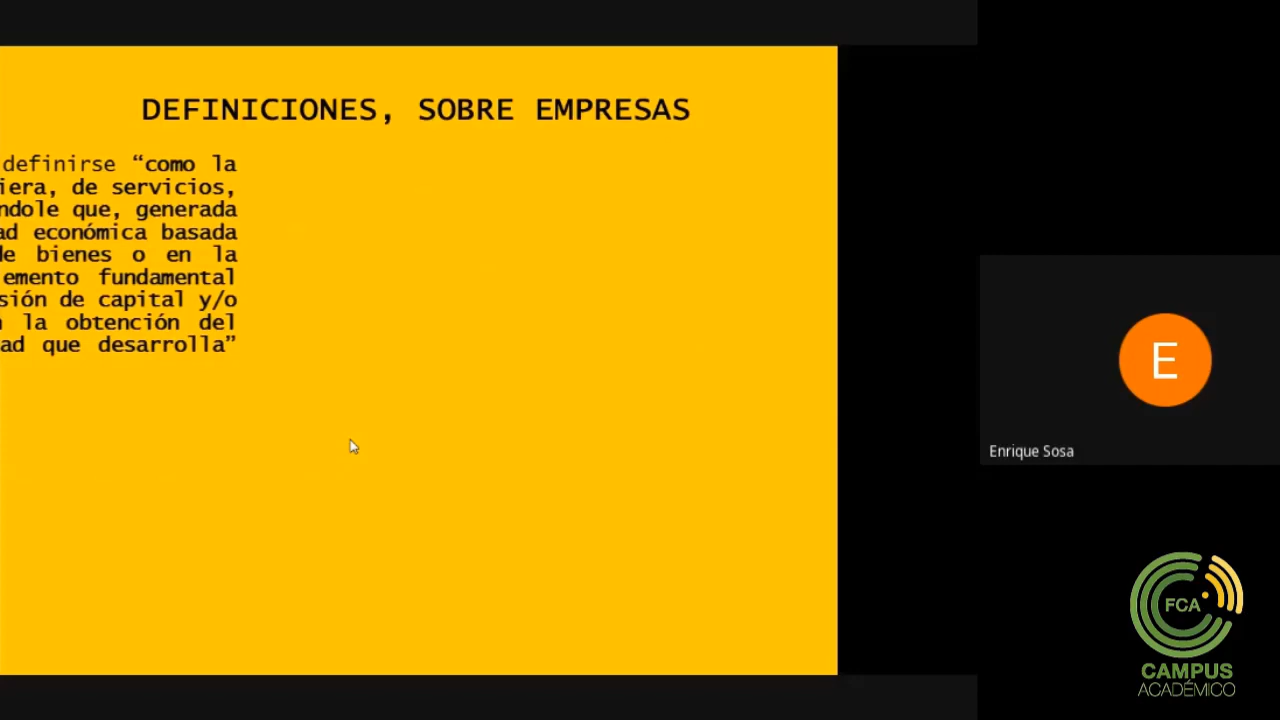 DEFINICIONES, SOBRE EMPRESAS
definirse “como la
iera, de servicios,
ndole que, generada
ad económica basada
de bienes o en la
emento fundamental
sión de capital y/o
la obtención del
ad que desarrolla”
E
Enrique Sosa
FCA
CAMPUS
ACADÉMICO